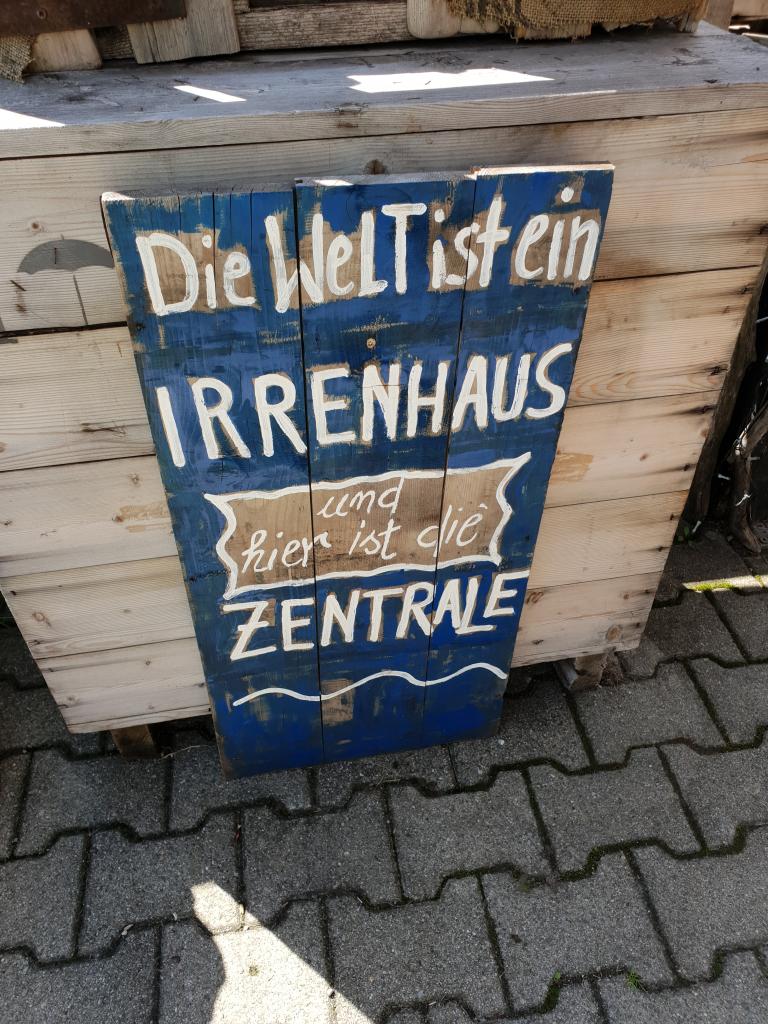 Die WeLT ist ein
IRRENHAUS
und
hier ist die
ZENTRALE